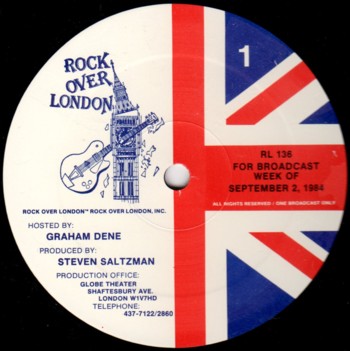 ROCK
OVER
LONDON
1
RL 136
FOR BROADCAST
WEEK OF
SEPTEMBER 2, 1984
ALL RIGHTS RESERVED / ONE BROADCAST ONLY
ROCK OVER LONDON™ ROCK OVER LONDON, INC.
HOSTED BY:
GRAHAM DENE
PRODUCED BY:
STEVEN SALTZMAN
PRODUCTION OFFICE:
GLOBE THEATER
SHAFTESBURY AVE.
LONDON W1V7HD
TELEPHONE:
437-7122/2860